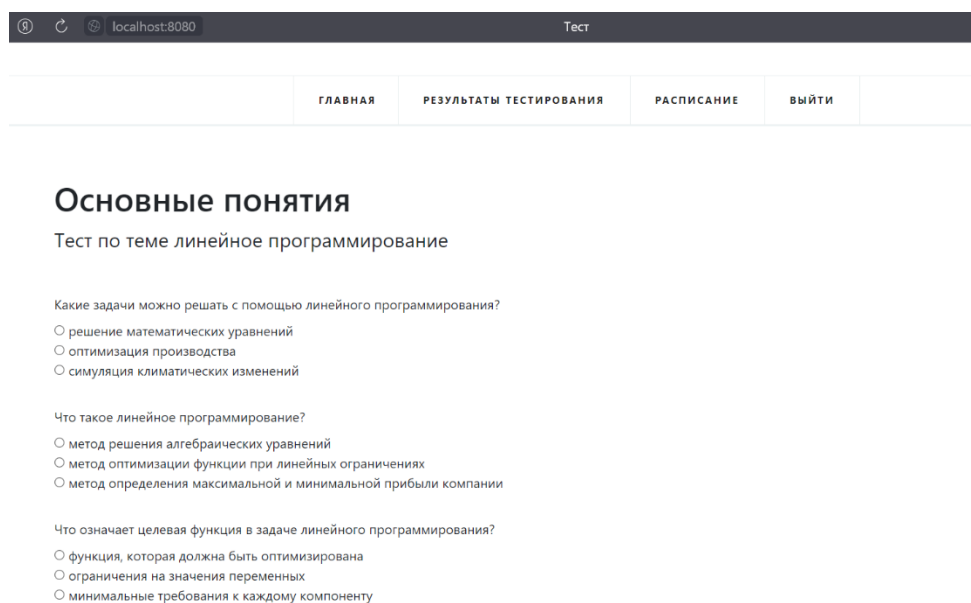 localhost:8080
Тест
ГЛАВНАЯ
РЕЗУЛЬТАТЫ ТЕСТИРОВАНИЯ
РАСПИСАНИЕ
ВЫЙТИ
Основные понятия
Тест по теме линейное программирование
Какие задачи можно решать с помощью линейного программирования?
решение математических уравнений
оптимизация производства
симуляция климатических изменений
Что такое линейное программирование?
метод решения алгебраических уравнений
метод оптимизации функции при линейных ограничениях
метод определения максимальной и минимальной прибыли компании
Что означает целевая функция в задаче линейного программирования?
функция, которая должна быть оптимизирована
ограничения на значения переменных
минимальные требования к каждому компоненту